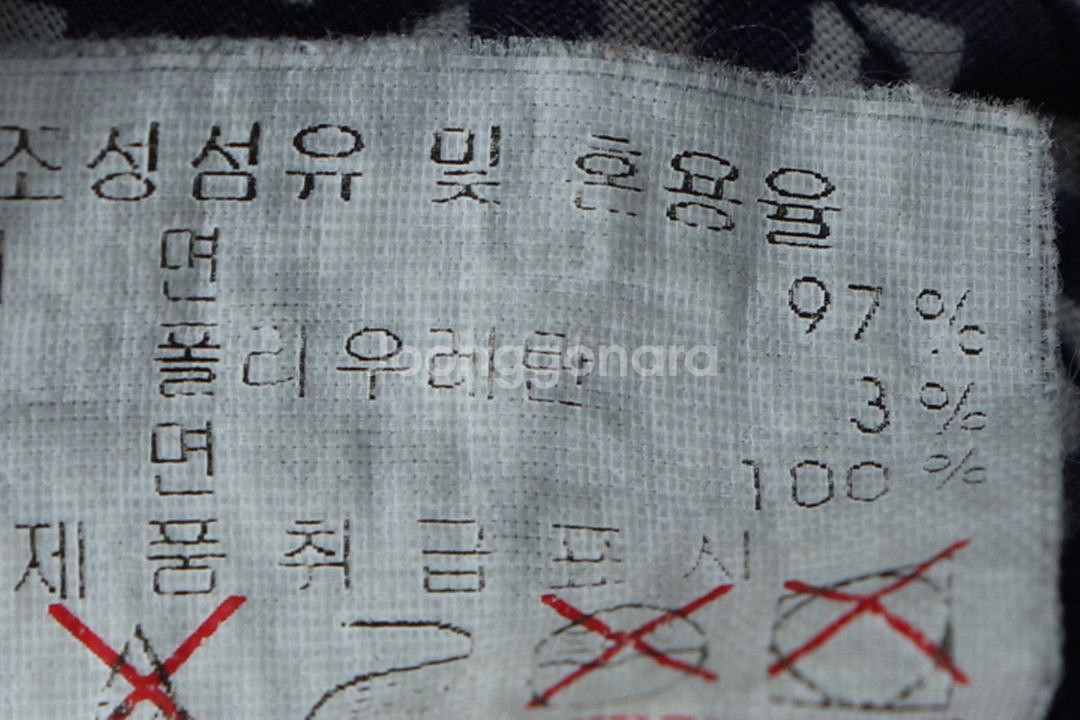 조성섬유 및 혼용율
면 97 %
폴리우레탄 3 %
면 100 %
제품취급표시
joonggonara